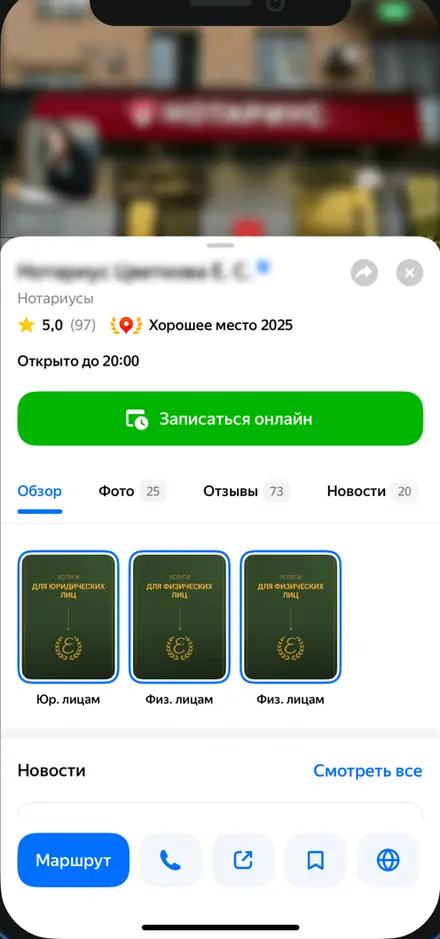 Нотариусы
5,0 (97) Хорошее место 2025
Открыто до 20:00
Записаться онлайн
Обзор Фото 25 Отзывы 73 Новости 20
УСЛУГИ
ДЛЯ ЮРИДИЧЕСКИХ
ЛИЦ
УСЛУГИ
ДЛЯ ФИЗИЧЕСКИХ
ЛИЦ
УСЛУГИ
ДЛЯ ФИЗИЧЕСКИХ
ЛИЦ
Юр. лицам Физ. лицам Физ. лицам
Новости Смотреть все
Маршрут